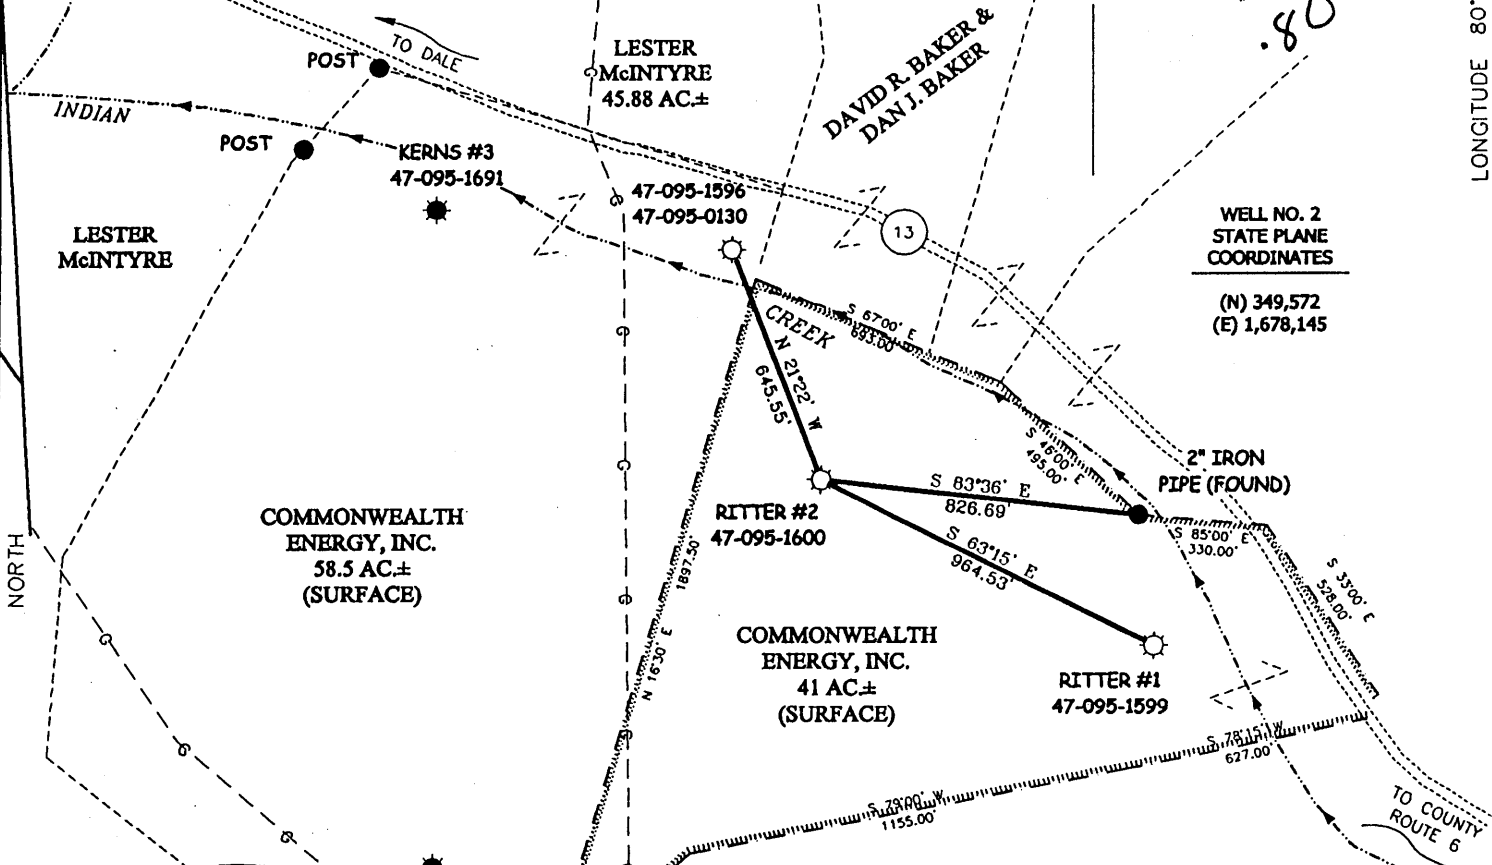 .80
LONGITUDE 80°
TO DALE
POST
LESTER
McINTYRE
45.88 AC.±
DAVID R. BAKER &
DAN J. BAKER
INDIAN
POST
KERNS #3
47-095-1691
47-095-1596
47-095-0130
13
LESTER
McINTYRE
WELL NO. 2
STATE PLANE
COORDINATES
(N) 349,572
(E) 1,678,145
CREEK
S 67°00' E
693.00'
N 21°22' W
645.55'
S 46°00' E
495.00'
2" IRON
PIPE (FOUND)
S 83°36' E
826.69'
RITTER #2
47-095-1600
COMMONWEALTH
ENERGY, INC.
58.5 AC.±
(SURFACE)
S 63°15' E
964.53'
S 85°00' E
330.00'
S 33°00' E
528.00'
NORTH
1897.50'
N 16°30' E
COMMONWEALTH
ENERGY, INC.
41 AC.±
(SURFACE)
RITTER #1
47-095-1599
S 78°15' W
627.00'
S 79°00' W
1155.00'
TO COUNTY
ROUTE 6
G
G
G
G
G
G
G
G
G